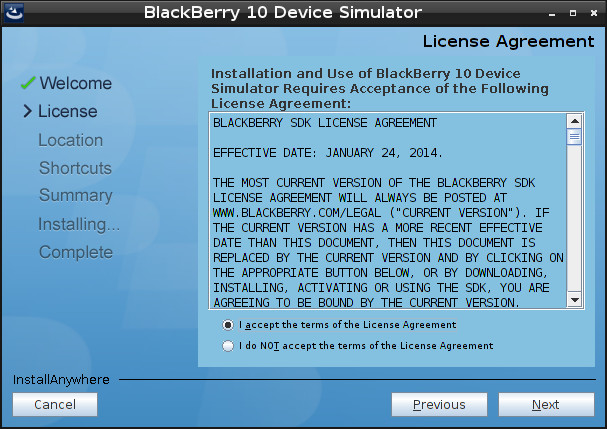 BlackBerry 10 Device Simulator
License Agreement
Welcome
License
Location
Shortcuts
Summary
Installing...
Complete
Installation and Use of BlackBerry 10 Device
Simulator Requires Acceptance of the Following
License Agreement:
BLACKBERRY SDK LICENSE AGREEMENT
EFFECTIVE DATE: JANUARY 24, 2014.
THE MOST CURRENT VERSION OF THE BLACKBERRY SDK
LICENSE AGREEMENT WILL ALWAYS BE POSTED AT
WWW.BLACKBERRY.COM/LEGAL ("CURRENT VERSION"). IF
THE CURRENT VERSION HAS A MORE RECENT EFFECTIVE
DATE THAN THIS DOCUMENT, THEN THIS DOCUMENT IS
REPLACED BY THE CURRENT VERSION AND BY CLICKING ON
THE APPROPRIATE BUTTON BELOW, OR BY DOWNLOADING,
INSTALLING, ACTIVATING OR USING THE SDK, YOU ARE
AGREEING TO BE BOUND BY THE CURRENT VERSION.
I accept the terms of the License Agreement
I do NOT accept the terms of the License Agreement
InstallAnywhere
Cancel
Previous
Next